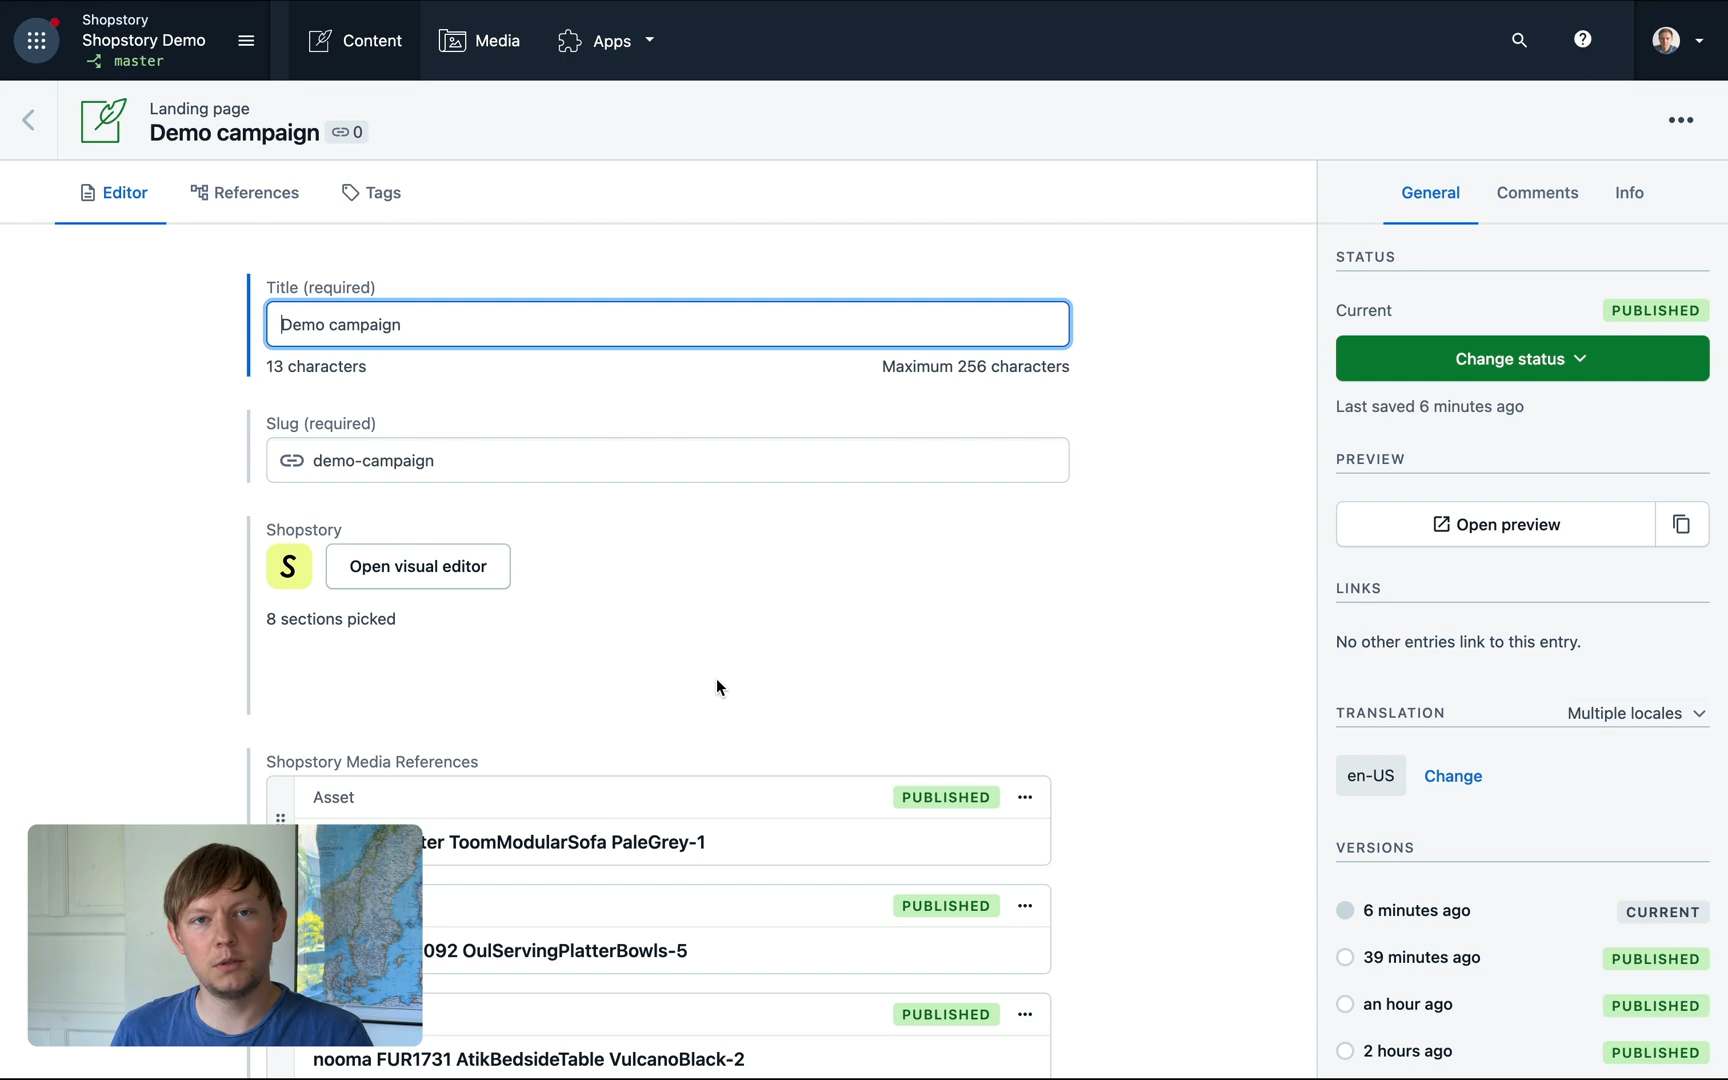 Shopstory
Shopstory Demo
master
Content
Media
Apps
Landing page
Demo campaign
0
Editor
References
Tags
General
Comments
Info
Title (required)
Demo campaign
13 characters
Maximum 256 characters
Slug (required)
demo-campaign
Shopstory
S
Open visual editor
8 sections picked
Shopstory Media References
Asset
PUBLISHED
ter ToomModularSofa PaleGrey-1
PUBLISHED
092 OulServingPlatterBowls-5
PUBLISHED
nooma FUR1731 AtikBedsideTable VulcanoBlack-2
STATUS
Current
PUBLISHED
Change status
Last saved 6 minutes ago
PREVIEW
Open preview
LINKS
No other entries link to this entry.
TRANSLATION
Multiple locales
en-US
Change
VERSIONS
6 minutes ago
CURRENT
39 minutes ago
PUBLISHED
an hour ago
PUBLISHED
2 hours ago
PUBLISHED